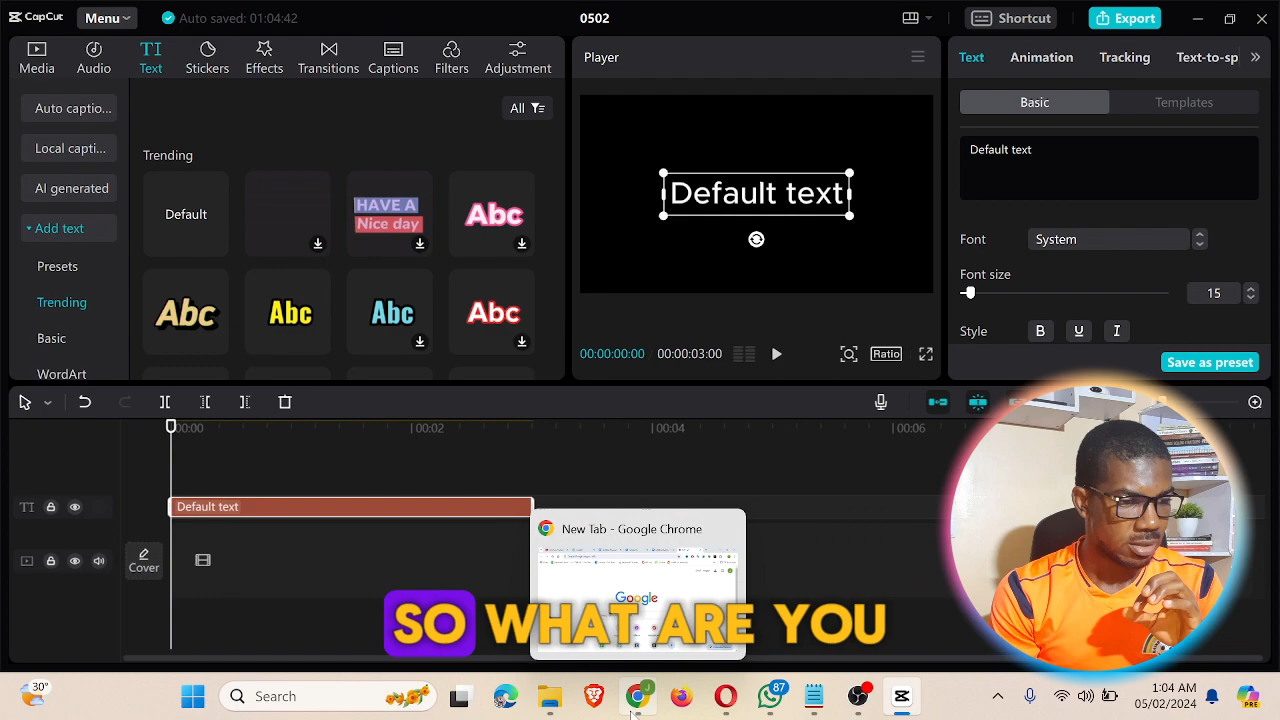 CapCut
Menu
Auto saved: 01:04:42
0502
Shortcut
Export
Media
Audio
Text
Effects
Transitions
Captions
Filters
Adjustment
Auto captio...
Local capti...
AI generated
Add text
Presets
Trending
Basic
WordArt
All
Trending
Default
HAVE A
Nice day
Abc
Abc
Abc
Abc
Abc
Player
Default text
00:00:00:00
00:00:03:00
Ratio
Text
Animation
Tracking
Text-to-sp
Basic
Templates
Default text
Font
System
Font size
15
Style
B
U
I
Save as preset
00:00
00:02
00:04
00:06
TI
Default text
Cover
New Tab - Google Chrome
Google
SO WHAT ARE YOU
30°
Search
J
87
PRE
1:04 AM
05/02/2024